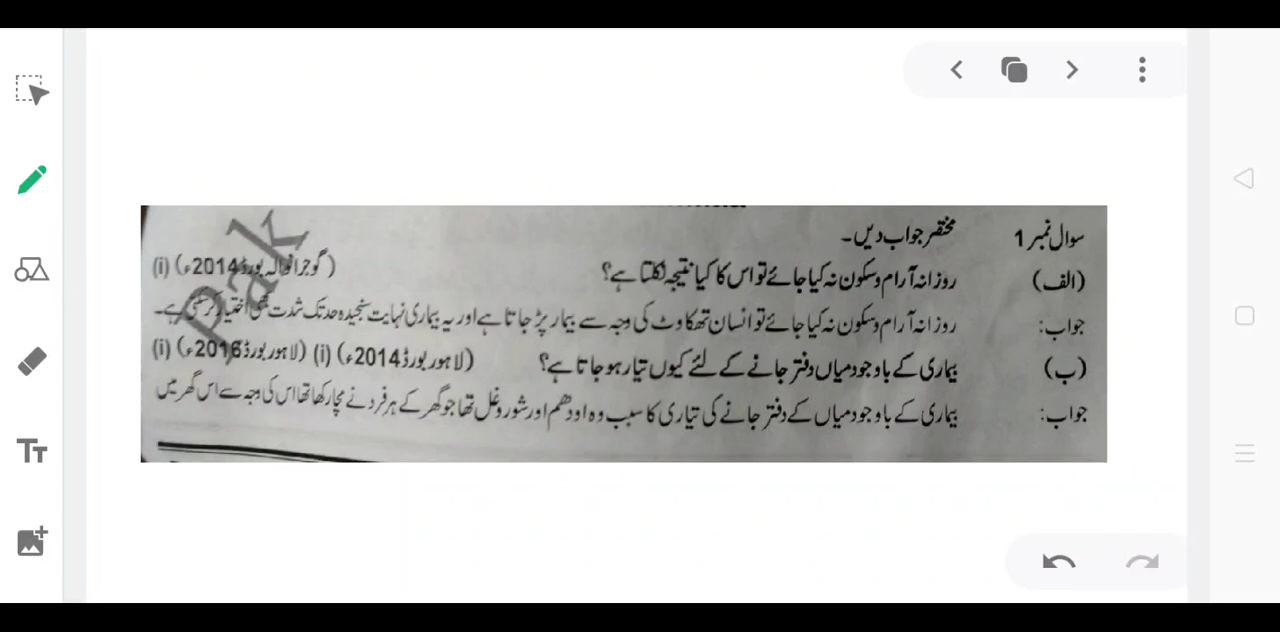 سوال نمبر 1 مختصر جواب دیں۔
(الف) روزانہ آرام و سکون نہ کیا جائے تو اس کا کیا نتیجہ نکلتا ہے؟ (گوجرانوالہ بورڈ 2014ء) (i)
جواب: روزانہ آرام و سکون نہ کیا جائے تو انسان تھکاوٹ کی وجہ سے بیمار پڑ جاتا ہے اور یہ بیماری نہایت سنجیدہ حد تک شدت بھی اختیار کر سکتی ہے۔
(ب) بیماری کے باوجود میاں دفتر جانے کے لئے کیوں تیار ہو جاتا ہے؟ (لاہور بورڈ 2014ء) (i) (لاہور بورڈ 2016ء) (i)
جواب: بیماری کے باوجود میاں کے دفتر جانے کی تیاری کا سبب وہ اودھم اور شور و غل تھا جو گھر کے ہر فرد نے مچا رکھا تھا اس کی وجہ سے اس گھر میں
Pak
TT